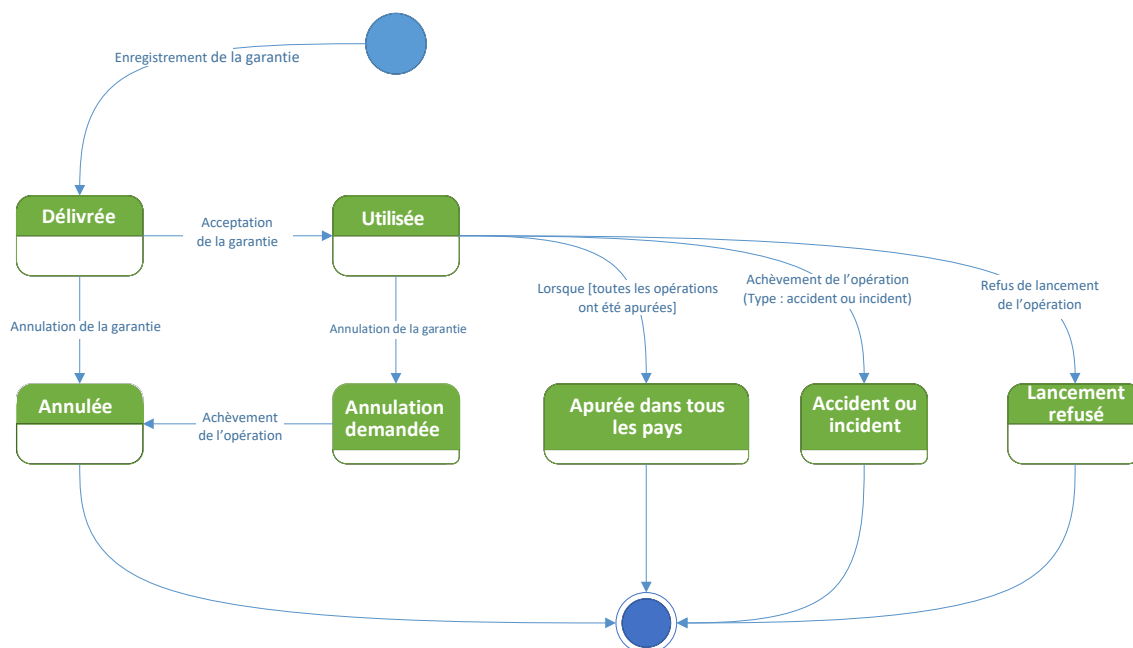 Enregistrement de la garantie
Délivrée
Acceptation
de la garantie
Utilisée
Lorsque [toutes les opérations
ont été apurées]
Achèvement de l’opération
(Type : accident ou incident)
Refus de lancement
de l’opération
Annulation de la garantie
Annulation de la garantie
Annulée
Achèvement
de l’opération
Annulation
demandée
Apurée dans tous
les pays
Accident ou
incident
Lancement
refusé